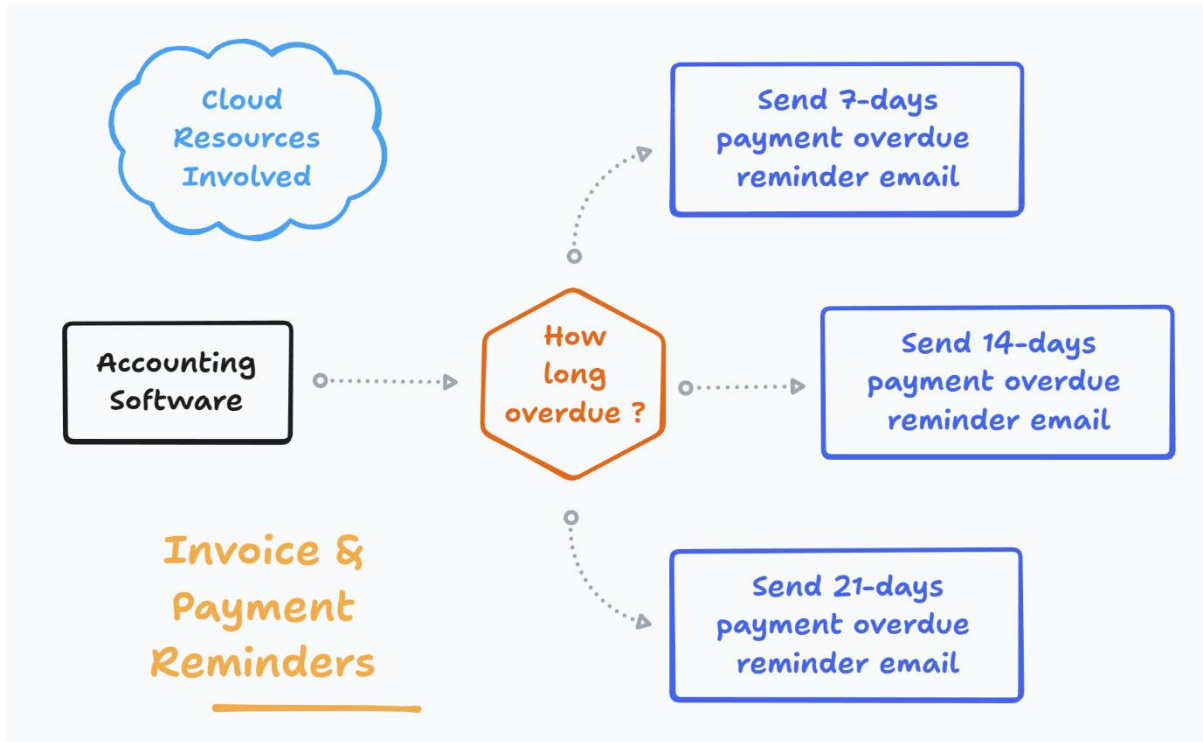 Cloud
Resources
Involved
Send 7-days
payment overdue
reminder email
Accounting
Software
How
long
overdue ?
Send 14-days
payment overdue
reminder email
Invoice &
Payment
Reminders
Send 21-days
payment overdue
reminder email